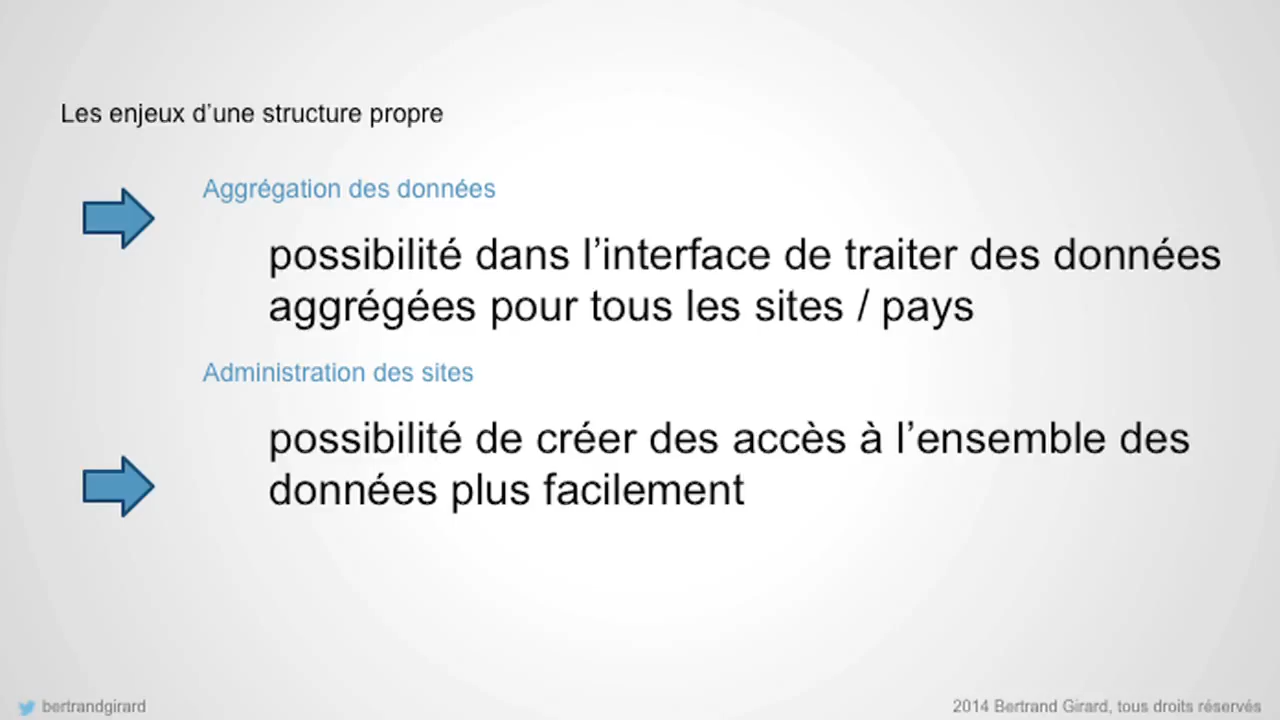 Les enjeux d’une structure propre
Aggrégation des données
possibilité dans l’interface de traiter des données
aggrégées pour tous les sites / pays
Administration des sites
possibilité de créer des accès à l’ensemble des
données plus facilement
bertrandgirard
2014 Bertrand Girard, tous droits réservés